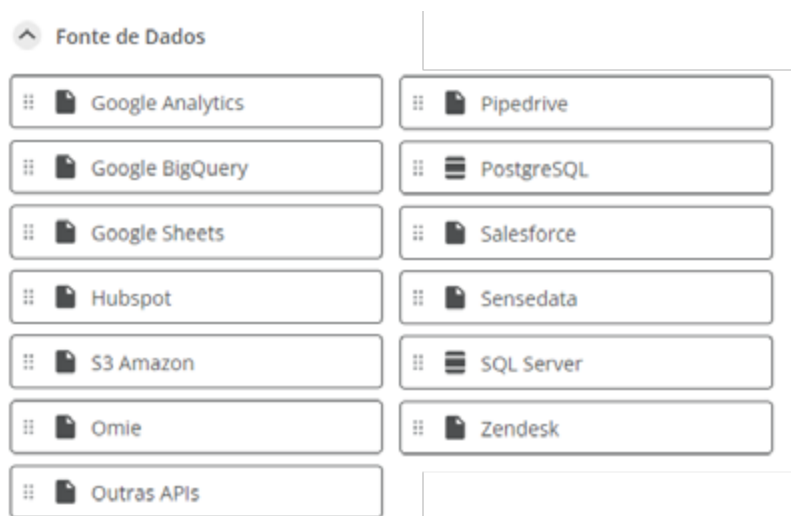 Fonte de Dados
Google Analytics
Google BigQuery
Google Sheets
Hubspot
S3 Amazon
Omie
Outras APIs
Pipedrive
PostgreSQL
Salesforce
Sensedata
SQL Server
Zendesk